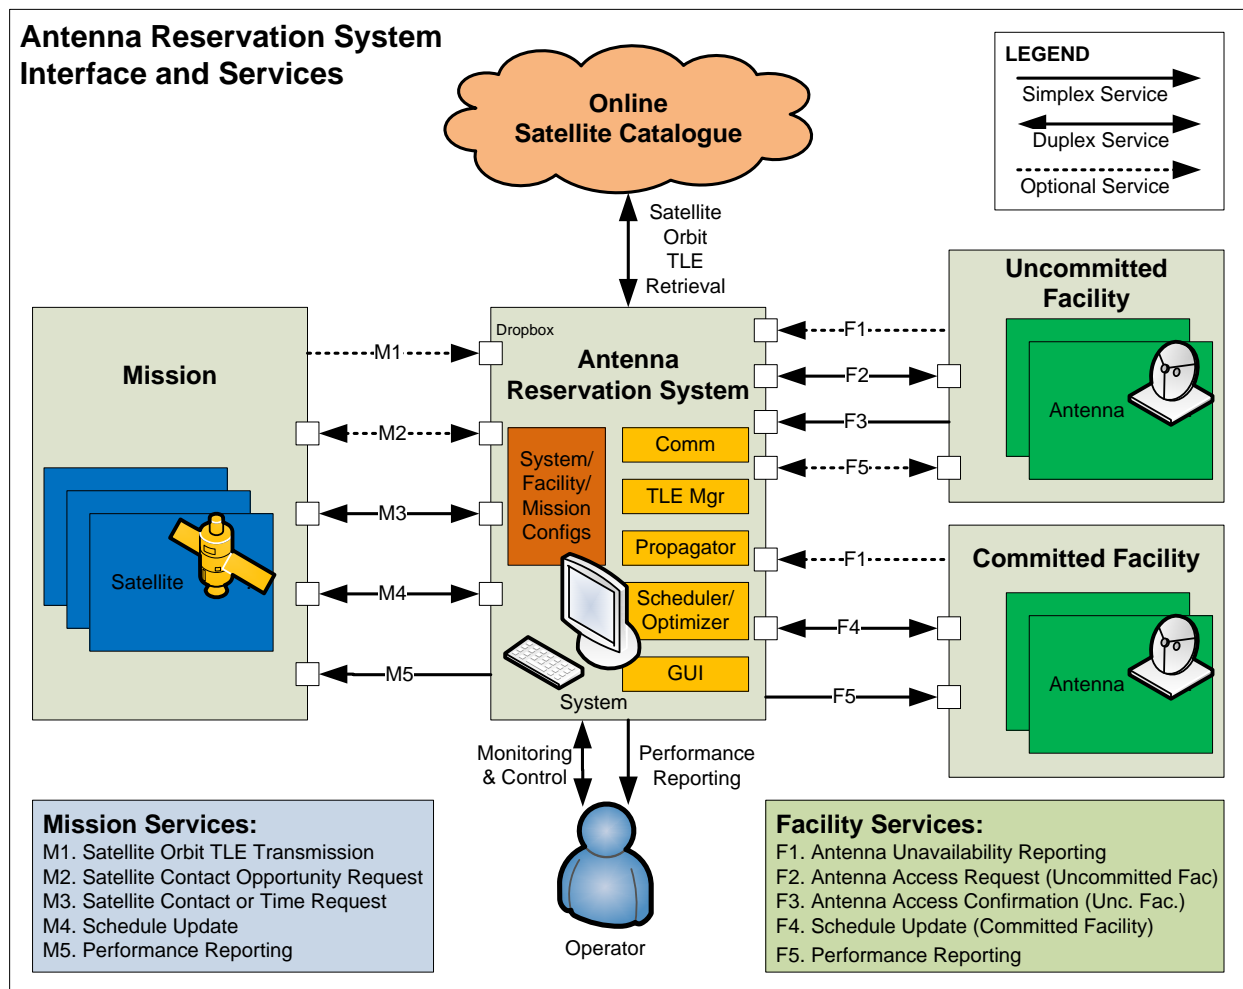 Antenna Reservation System
Interface and Services
Online
Satellite Catalogue
LEGEND
Simplex Service
Duplex Service
Optional Service
Satellite
Orbit
TLE
Retrieval
Mission
Satellite
M1
M2
M3
M4
M5
Dropbox
Antenna
Reservation System
System/
Facility/
Mission
Configs
Comm
TLE Mgr
Propagator
Scheduler/
Optimizer
GUI
System
F1
F2
F3
F5
F1
F4
F5
Uncommitted
Facility
Antenna
Committed Facility
Antenna
Monitoring
& Control
Performance
Reporting
Operator
Mission Services:
M1. Satellite Orbit TLE Transmission
M2. Satellite Contact Opportunity Request
M3. Satellite Contact or Time Request
M4. Schedule Update
M5. Performance Reporting
Facility Services:
F1. Antenna Unavailability Reporting
F2. Antenna Access Request (Uncommitted Fac)
F3. Antenna Access Confirmation (Unc. Fac.)
F4. Schedule Update (Committed Facility)
F5. Performance Reporting